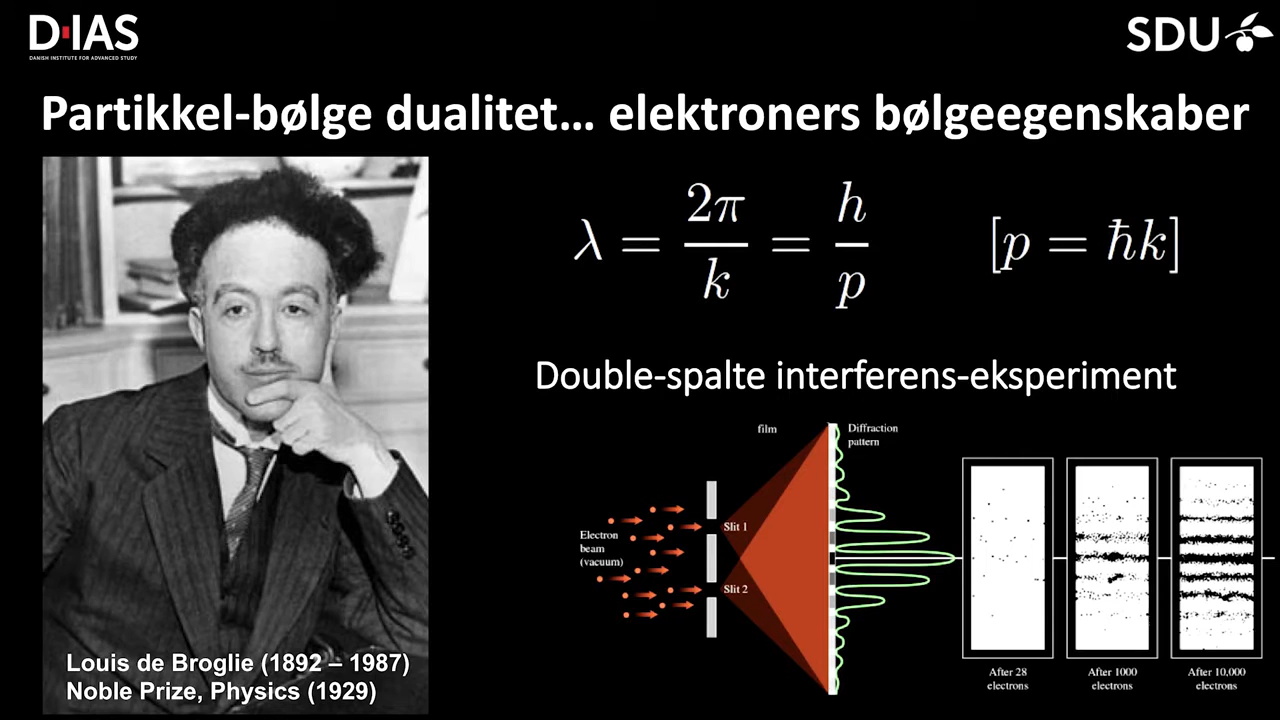 D·IAS
DANISH INSTITUTE FOR ADVANCED STUDY
SDU
Partikkel-bølge dualitet... elektroners bølgeegenskaber
λ = 2π/k = h/p [p = ħk]
Double-spalte interferens-eksperiment
film
Diffraction
pattern
Electron
beam
(vacuum)
Slit 1
Slit 2
After 28
electrons
After 1000
electrons
After 10,000
electrons
Louis de Broglie (1892 – 1987)
Noble Prize, Physics (1929)